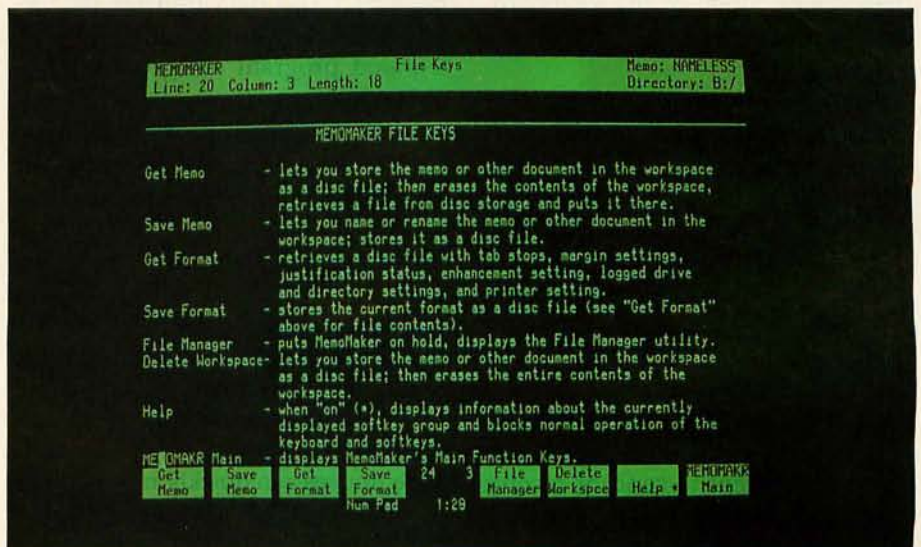 MEMOMAKER File Keys Memo: NAMELESS
Line: 20 Column: 3 Length: 18 Directory: B:/
MEMOMAKER FILE KEYS
Get Memo - lets you store the memo or other document in the workspace
as a disc file; then erases the contents of the workspace,
retrieves a file from disc storage and puts it there.
Save Memo - lets you name or rename the memo or other document in the
workspace; stores it as a disc file.
Get Format - retrieves a disc file with tab stops, margin settings,
justification status, enhancement setting, logged drive
and directory settings, and printer setting.
Save Format - stores the current format as a disc file (see "Get Format"
above for file contents).
File Manager - puts MemoMaker on hold, displays the File Manager utility.
Delete Workspace- lets you store the memo or other document in the workspace
as a disc file; then erases the entire contents of the
workspace.
Help - when "on" (*), displays information about the currently
displayed softkey group and blocks normal operation of the
keyboard and softkeys.
ME OMAKR Main - displays MemoMaker's Main Function Keys.
Get Save Get Save 24 3 File Delete MEMOMAKR
Memo Memo Format Format Manager Workspce Help * Main
Num Pad 1:28